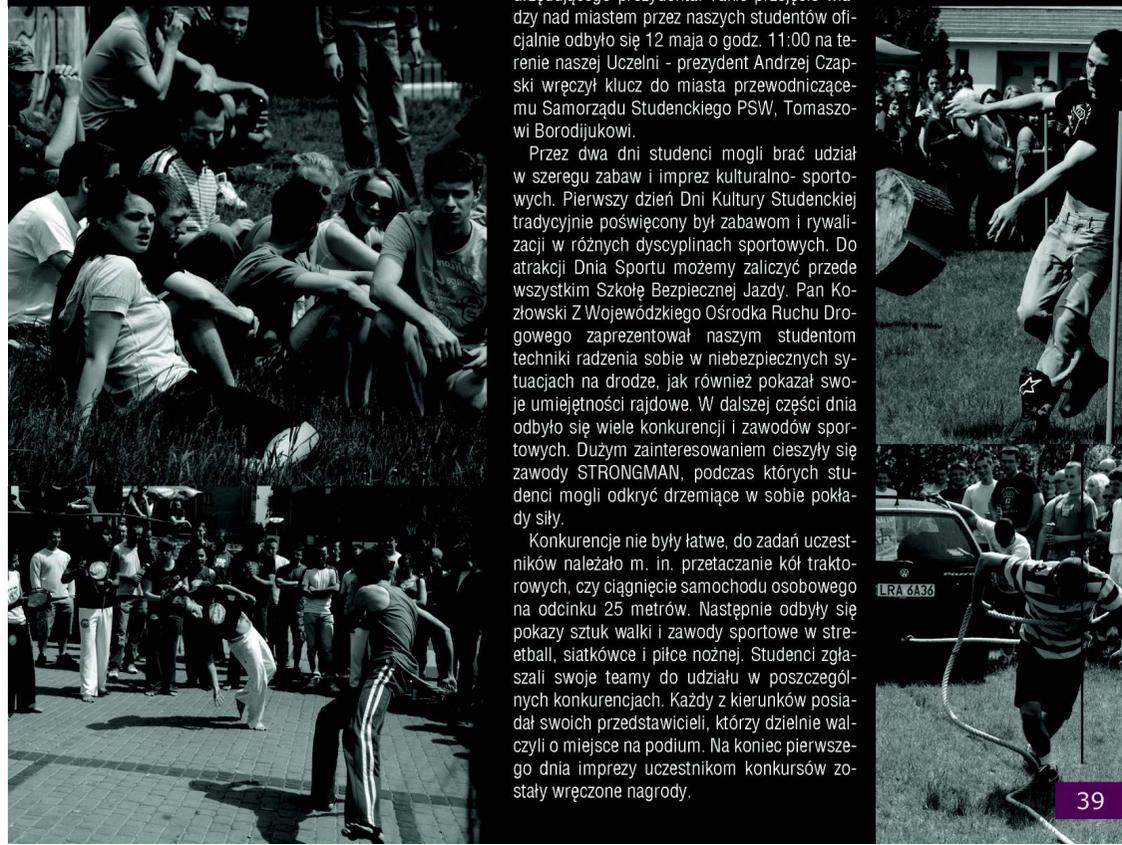 dzy nad miastem przez naszych studentów ofi-
cjalnie odbyło się 12 maja o godz. 11:00 na te-
renie naszej Uczelni - prezydent Andrzej Czap-
ski wręczył klucz do miasta przewodniczące-
mu Samorządu Studenckiego PSW, Tomaszo-
wi Borodijukowi.
Przez dwa dni studenci mogli brać udział
w szeregu zabaw i imprez kulturalno- sporto-
wych. Pierwszy dzień Dni Kultury Studenckiej
tradycyjnie poświęcony był zabawom i rywali-
zacji w różnych dyscyplinach sportowych. Do
atrakcji Dnia Sportu możemy zaliczyć przede
wszystkim Szkołę Bezpiecznej Jazdy. Pan Ko-
złowski Z Wojewódzkiego Ośrodka Ruchu Dro-
gowego zaprezentował naszym studentom
techniki radzenia sobie w niebezpiecznych sy-
tuacjach na drodze, jak również pokazał swo-
je umiejętności rajdowe. W dalszej części dnia
odbyło się wiele konkurencji i zawodów spor-
towych. Dużym zainteresowaniem cieszyły się
zawody STRONGMAN, podczas których stu-
denci mogli odkryć drzemiące w sobie pokła-
dy siły.
Konkurencje nie były łatwe, do zadań uczest-
ników należało m. in. przetaczanie kół trakto-
rowych, czy ciągnięcie samochodu osobowego
na odcinku 25 metrów. Następnie odbyły się
pokazy sztuk walki i zawody sportowe w stre-
etball, siatkówce i piłce nożnej. Studenci zgła-
szali swoje teamy do udziału w poszczegól-
nych konkurencjach. Każdy z kierunków posia-
dał swoich przedstawicieli, którzy dzielnie wal-
czyli o miejsce na podium. Na koniec pierwsze-
go dnia imprezy uczestnikom konkursów zo-
stały wręczone nagrody.
LRA 6A36
39